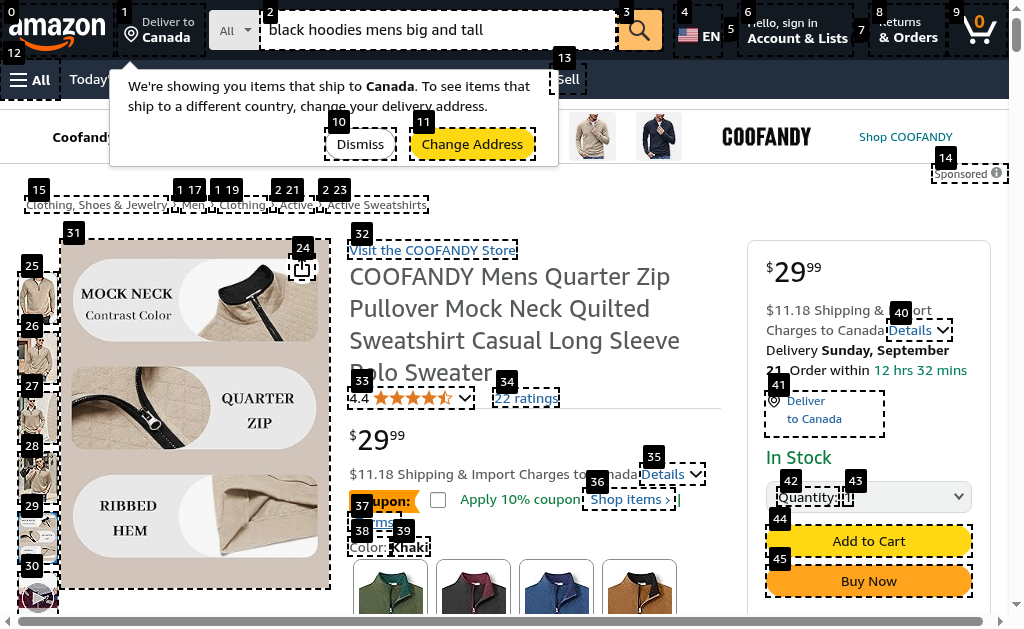 0
1
2
3
4
5
6
7
8
9
amazon
Deliver to
Canada
All
black hoodies mens big and tall
EN
Hello, sign in
Account & Lists
Returns
& Orders
0
12
13
All
Today'
Sell
We're showing you items that ship to Canada. To see items that
ship to a different country, change your delivery address.
10
11
Dismiss
Change Address
Coofandy
COOFANDY
Shop COOFANDY
14
Sponsored
15
1 17
1 19
2 21
2 23
Clothing, Shoes & Jewelry › Men › Clothing › Active › Active Sweatshirts
31
24
25
26
27
28
29
30
MOCK NECK
Contrast Color
QUARTER
ZIP
RIBBED
HEM
32
Visit the COOFANDY Store
COOFANDY Mens Quarter Zip
Pullover Mock Neck Quilted
Sweatshirt Casual Long Sleeve
Polo Sweater
33
34
4.4
22 ratings
$29 99
35
$11.18 Shipping & Import Charges to Canada Details
36
Coupon:
Apply 10% coupon Shop items › |
37
Terms
38
39
Color: Khaki
$29 99
40
$11.18 Shipping & Import
Charges to Canada Details
Delivery Sunday, September
21. Order within 12 hrs 32 mins
41
Deliver
to Canada
In Stock
42
43
Quantity: 1
44
Add to Cart
45
Buy Now